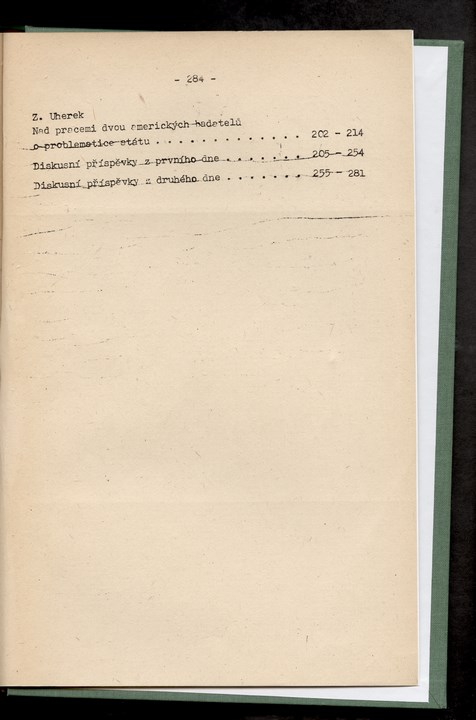 - 284 -
Z. Uherek
Nad pracemi dvou amerických badatelů
o problematice státu . . . . . . . . . . . . . 202 - 214
Diskusní příspěvky z prvního dne . . . . . . . 205 - 254
Diskusní příspěvky z druhého dne . . . . . . . 255 - 281